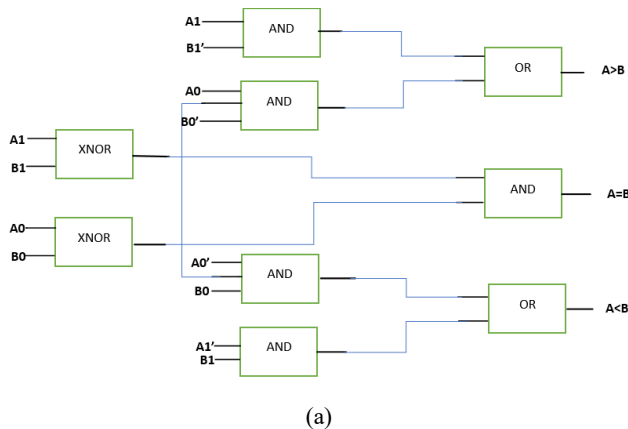 A1
AND
B1’
OR
A>B
A0
AND
B0’
A1
XNOR
B1
AND
A=B
A0
XNOR
B0
A0’
AND
B0
OR
A<B
A1’
AND
B1
(a)